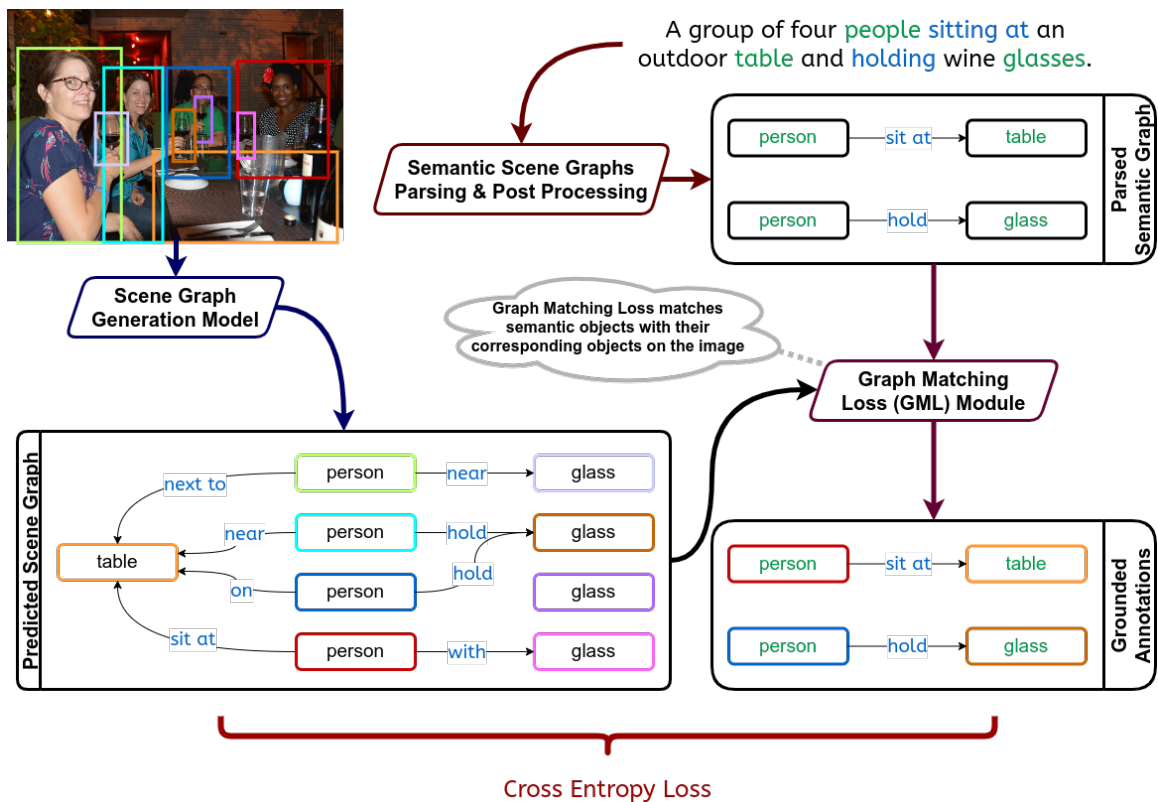 A group of four people sitting at an
outdoor table and holding wine glasses.
Semantic Scene Graphs
Parsing & Post Processing
person sit at table
person hold glass
Parsed
Semantic Graph
Scene Graph
Generation Model
Graph Matching Loss matches
semantic objects with their
corresponding objects on the image
Graph Matching
Loss (GML) Module
Predicted Scene Graph
person near glass
next to
person hold glass
near
table
hold
person glass
on
person with glass
sit at
person sit at table
person hold glass
Grounded
Annotations
Cross Entropy Loss